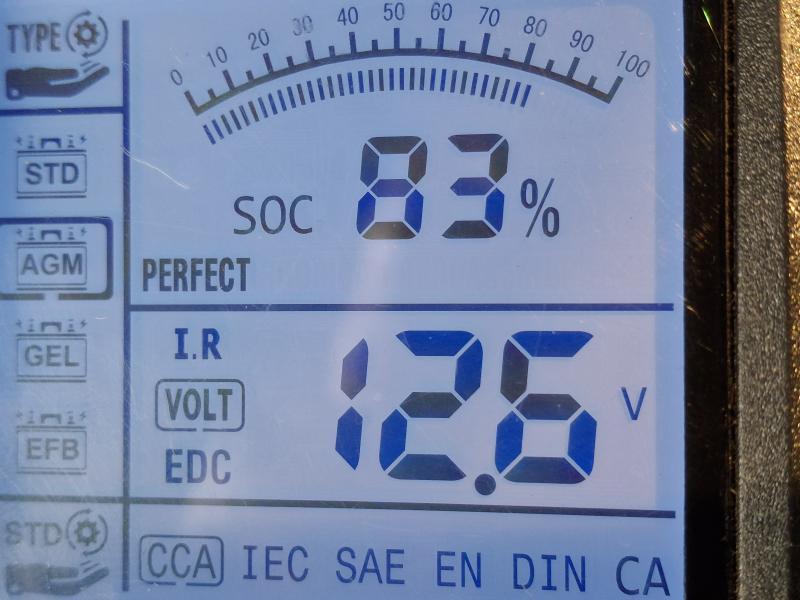 TYPE
0 10 20 30 40 50 60 70 80 90 100
STD
SOC 83%
AGM
PERFECT
I.R
GEL
VOLT 12.6 V
EFB
EDC
STD
CCA IEC SAE EN DIN CA